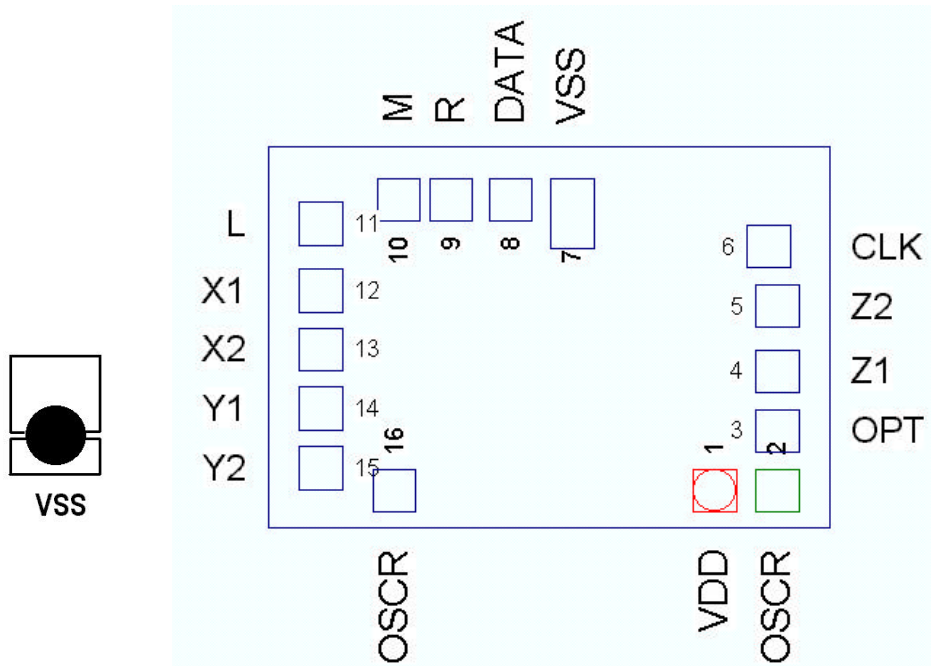 M
R
DATA
VSS
L
11
10
9
8
7
6
CLK
X1
12
5
Z2
X2
13
4
Z1
Y1
14
16
3
OPT
1
2
Y2
15
VSS
OSCR
VDD
OSCR